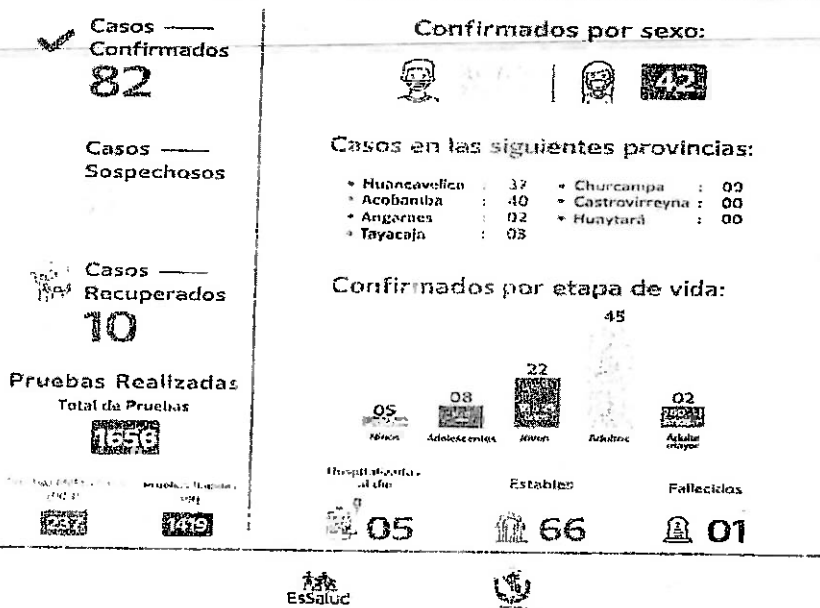 Casos
Confirmados
82
Casos
Sospechosos
Casos
Recuperados
10
Pruebas Realizadas
Total de Pruebas
1656
237
1419
Confirmados por sexo:
42
Casos en las siguientes provincias:
• Huancavelica : 37
• Acobamba : 40
• Angaraes : 02
• Tayacaja : 03
• Churcampa : 00
• Castrovirreyna : 00
• Huaytará : 00
Confirmados por etapa de vida:
05
Niños
08
Adolescentes
22
Joven
45
Adultos
02
Adulto
mayor
Hospitalizados
al día
05
Estables
66
Fallecidos
01
EsSalud